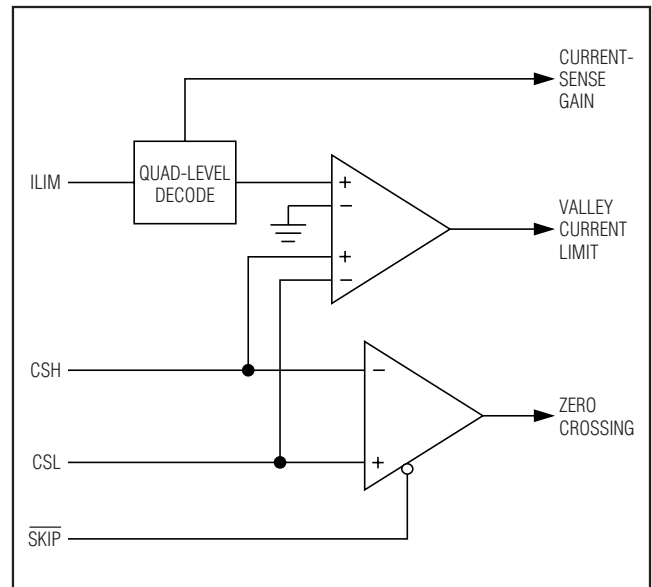 CURRENT-
SENSE
GAIN
ILIM
QUAD-LEVEL
DECODE
+
−
+
−
VALLEY
CURRENT
LIMIT
CSH
−
ZERO
CROSSING
CSL
+
SKIP